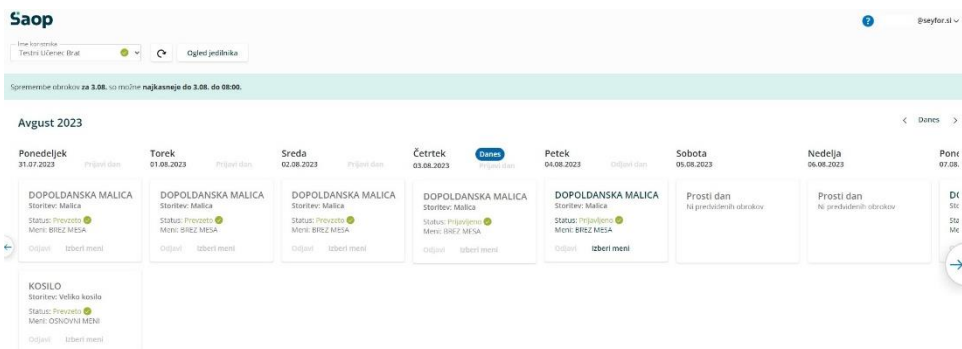 Saop
?
@seyfor.si
Ime koristnika
Testni Učenec Brat
Ogled jedilnika
Spremembe obrokov za 3.08. so možne najkasneje do 3.08. do 08:00.
Avgust 2023
< Danes >
Ponedeljek
31.07.2023 Prijavi dan
Torek
01.08.2023 Prijavi dan
Sreda
02.08.2023 Prijavi dan
Četrtek Danes
03.08.2023 Prijavi dan
Petek
04.08.2023 Odjavi dan
Sobota
05.08.2023
Nedelja
06.08.2023
Pone
07.08.
DOPOLDANSKA MALICA
Storitev: Malica
Status: Prevzeto
Meni: BREZ MESA
Odjavi Izberi meni
DOPOLDANSKA MALICA
Storitev: Malica
Status: Prevzeto
Meni: BREZ MESA
Odjavi Izberi meni
DOPOLDANSKA MALICA
Storitev: Malica
Status: Prevzeto
Meni: BREZ MESA
Odjavi Izberi meni
DOPOLDANSKA MALICA
Storitev: Malica
Status: Prijavljeno
Meni: BREZ MESA
Odjavi Izberi meni
DOPOLDANSKA MALICA
Storitev: Malica
Status: Prijavljeno
Meni: BREZ MESA
Odjavi Izberi meni
Prosti dan
Ni predvidenih obrokov
Prosti dan
Ni predvidenih obrokov
KOSILO
Storitev: Veliko kosilo
Status: Prevzeto
Meni: OSNOVNI MENI
Odjavi Izberi meni